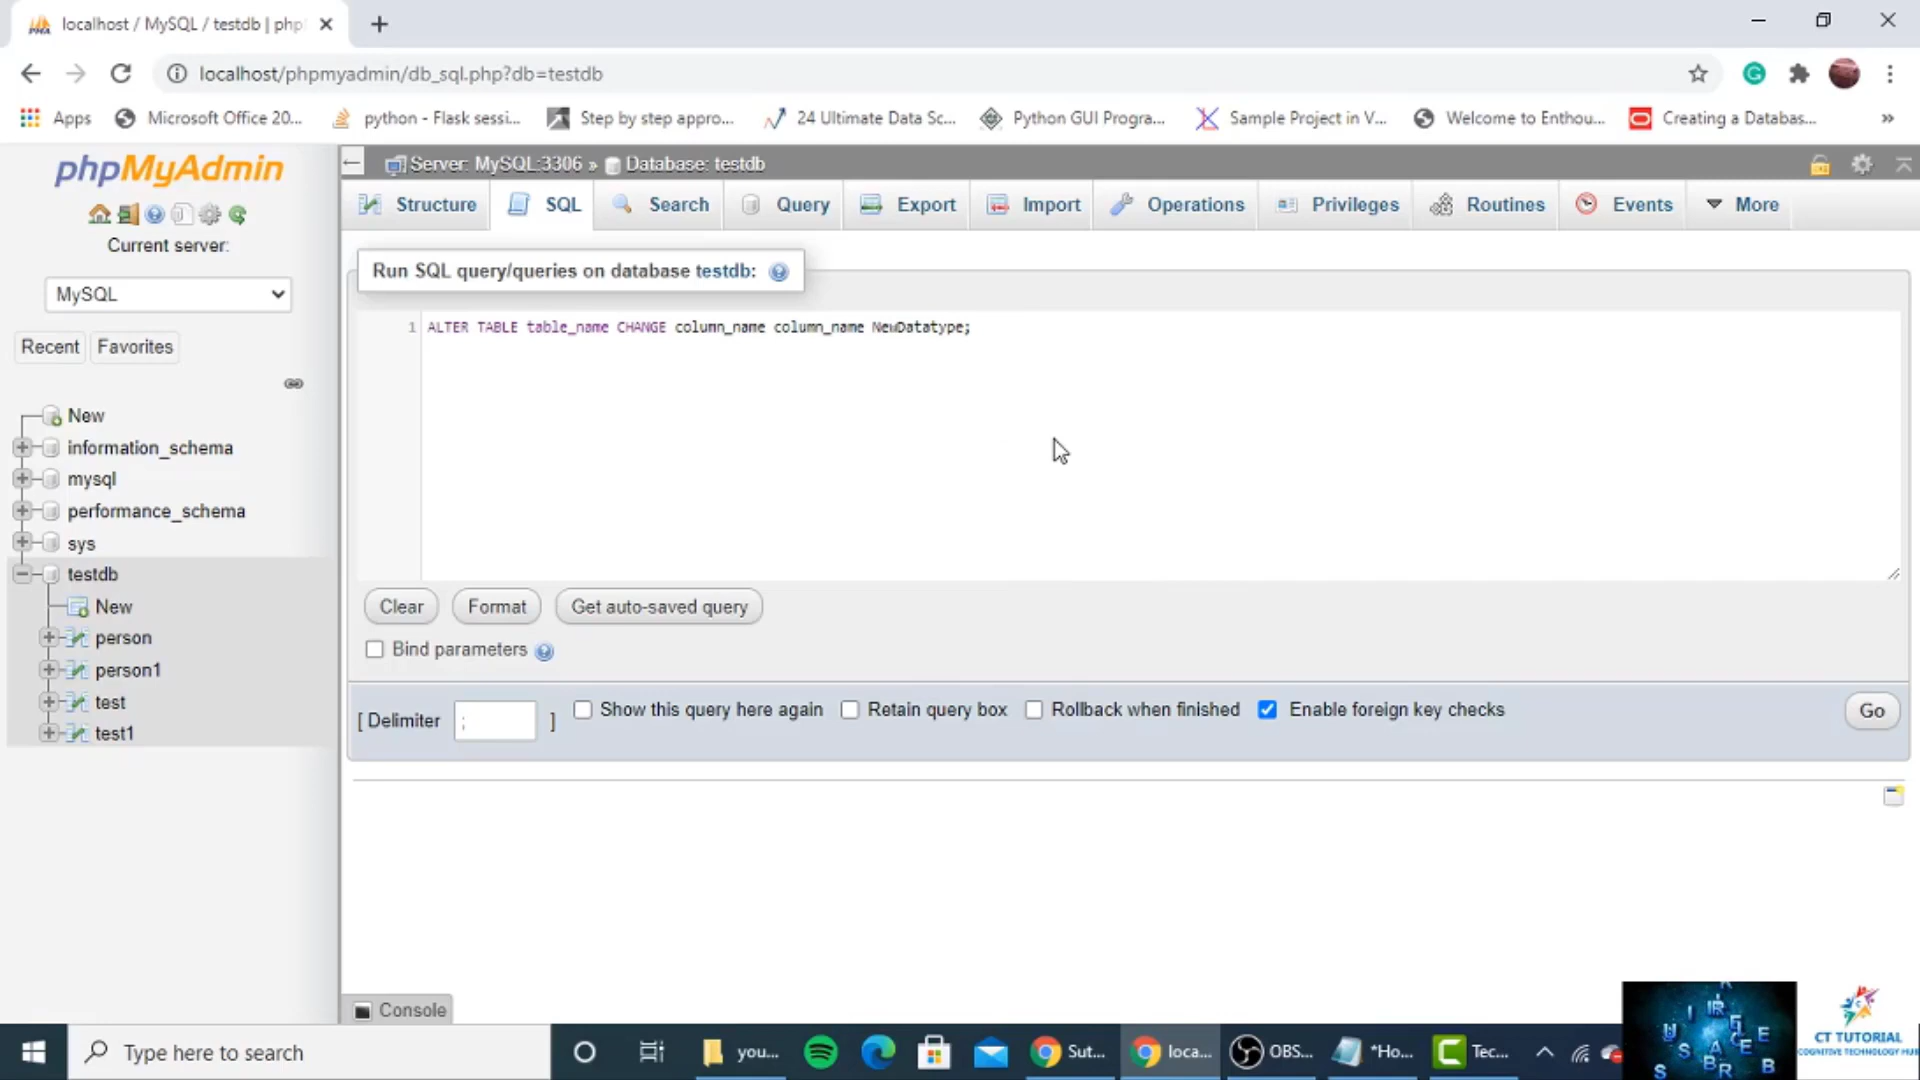 localhost / MySQL / testdb | php
localhost/phpmyadmin/db_sql.php?db=testdb
Apps
Microsoft Office 20...
python - Flask sessi...
Step by step appro...
24 Ultimate Data Sc...
Python GUI Progra...
Sample Project in V...
Welcome to Enthou...
Creating a Databas...
»
phpMyAdmin
Current server:
MySQL
Recent
Favorites
New
information_schema
mysql
performance_schema
sys
testdb
New
person
person1
test
test1
Server: MySQL:3306 » Database: testdb
Structure
SQL
Search
Query
Export
Import
Operations
Privileges
Routines
Events
More
Run SQL query/queries on database testdb:
1 ALTER TABLE table_name CHANGE column_name column_name NewDatatype;
Clear
Format
Get auto-saved query
Bind parameters
[ Delimiter ; ]
Show this query here again
Retain query box
Rollback when finished
Enable foreign key checks
Go
Console
Type here to search
you...
Sut...
loca...
OBS...
*Ho...
Tec...
CT TUTORIAL
COGNITIVE TECHNOLOGY HUB